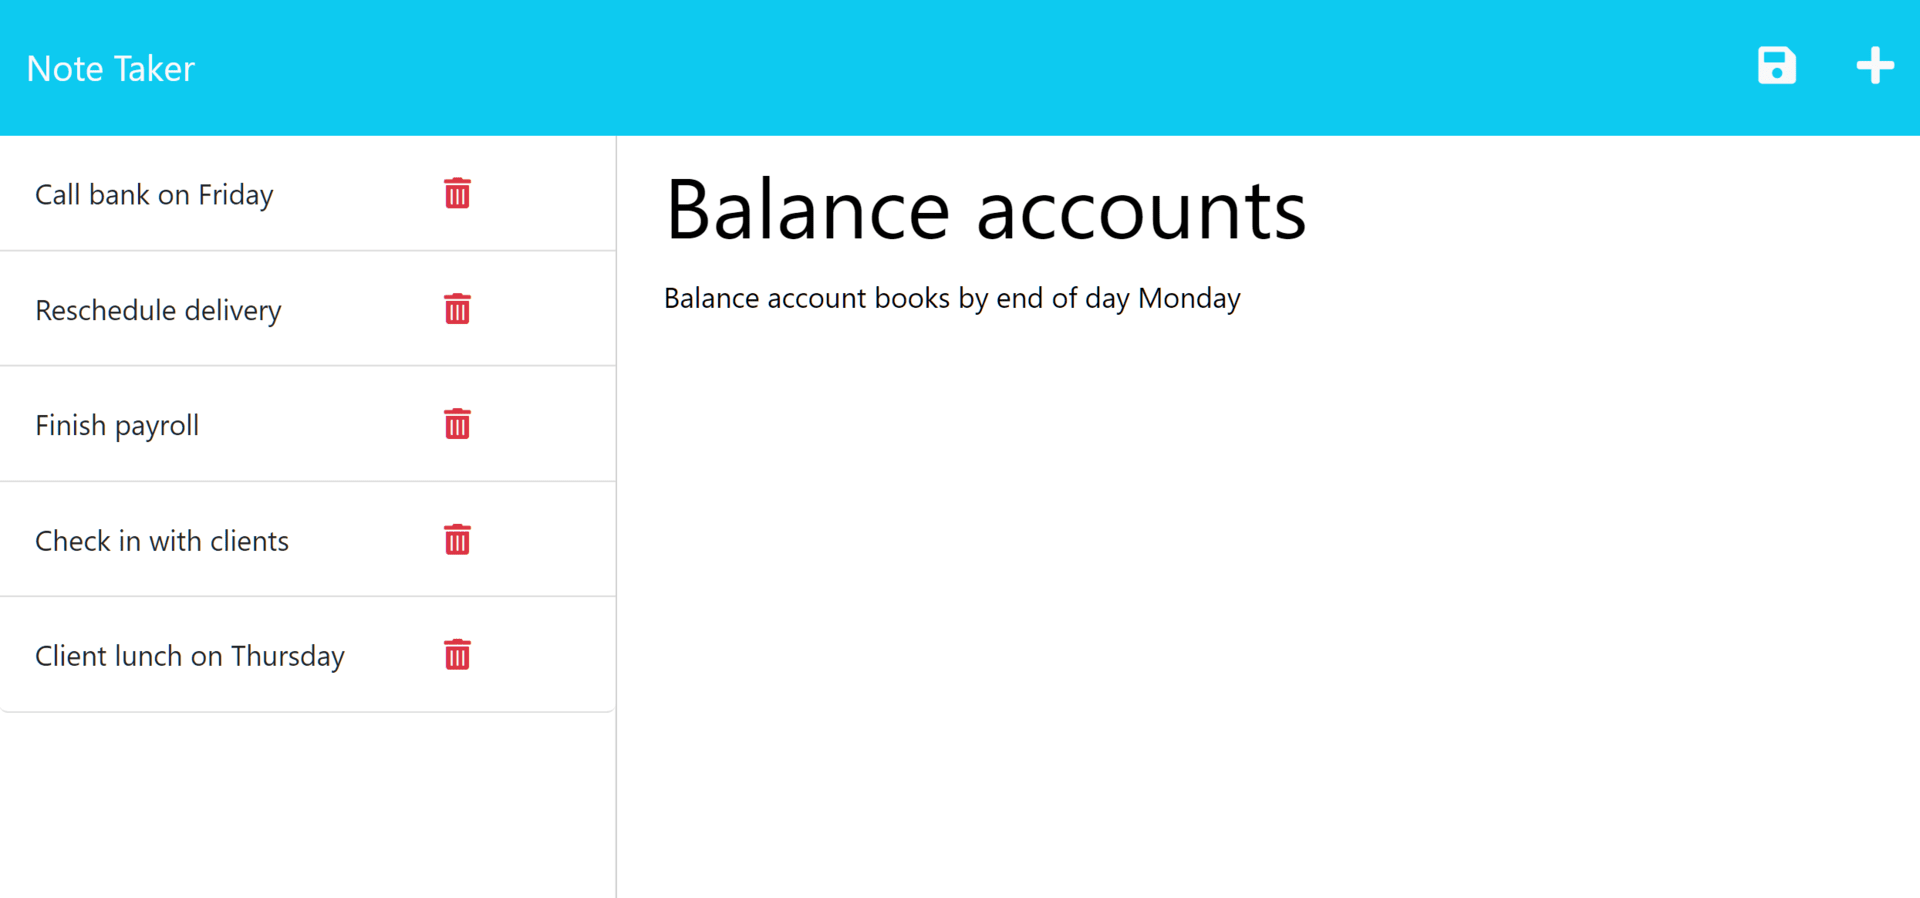 Note Taker
Call bank on Friday
Reschedule delivery
Finish payroll
Check in with clients
Client lunch on Thursday
Balance accounts
Balance account books by end of day Monday